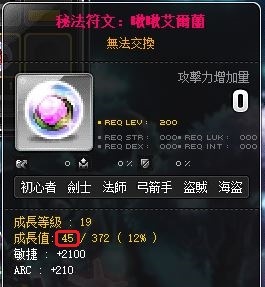 秘法符文：啾啾艾爾蘭
無法交換
攻擊力增加量
0
REQ LEV : 200
REQ STR : 000 REQ LUK : 000
REQ DEX : 000 REQ INT : 000
0 % 0 % 0 %
初心者 劍士 法師 弓箭手 盜賊 海盜
成長等級 : 19
成長值: 45 / 372 ( 12% )
敏捷 : +2100
ARC : +210